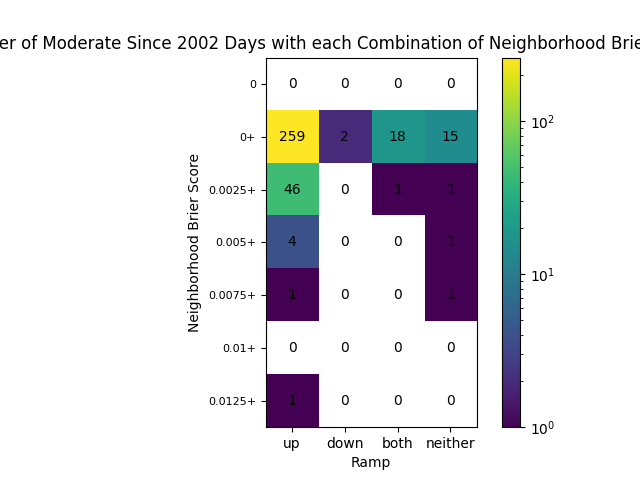 of Moderate Since 2002 Days with each Combination of Neighborhood
0 0 0 0 0
0+ 259 2 18 15
0.0025+ 46 0 1 1
0.005+ 4 0 0 1
0.0075+ 1 0 0 1
0.01+ 0 0 0 0
0.0125+ 1 0 0 0
up down both neither
Ramp
Neighborhood Brier Score
10²
10¹
10⁰